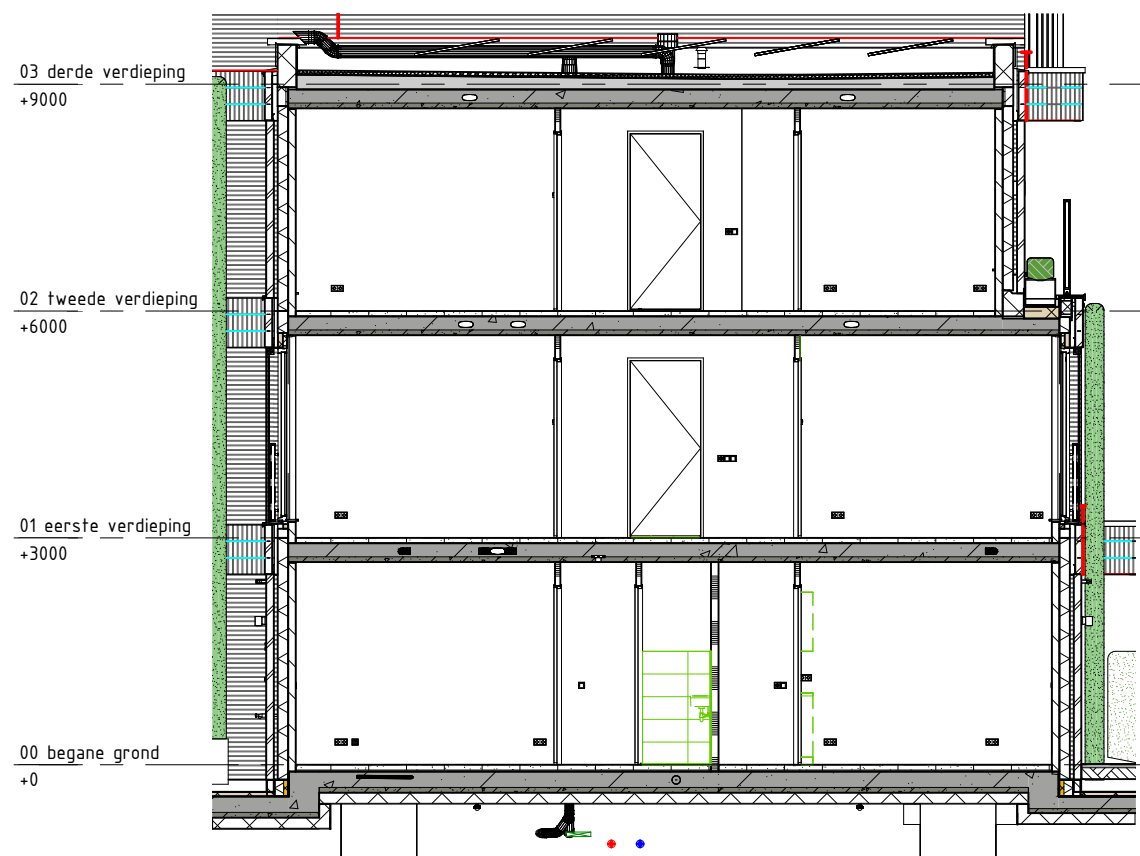 03 derde verdieping
+9000
02 tweede verdieping
+6000
01 eerste verdieping
+3000
00 begane grond
+0